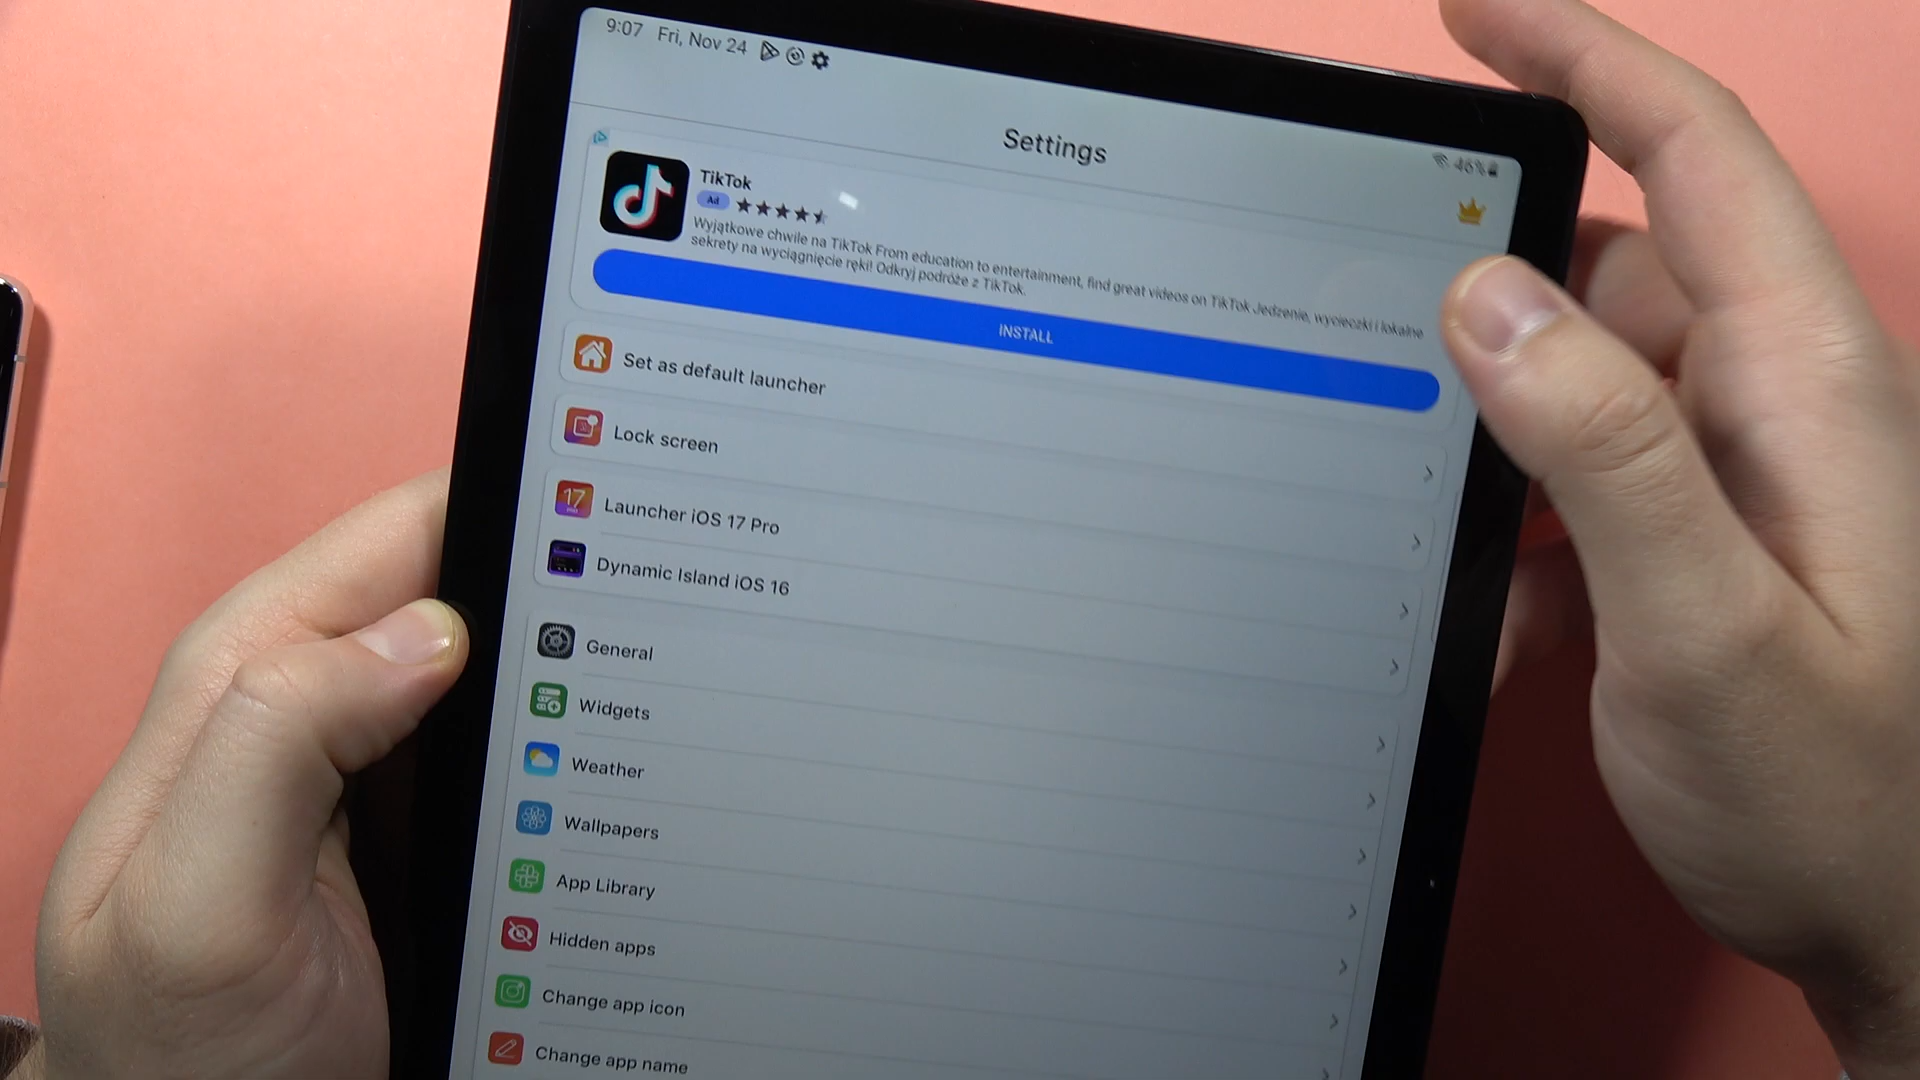 9:07 Fri, Nov 24
46%
Settings
TikTok
Ad
Wyjątkowe chwile na TikTok From education to entertainment, find great videos on TikTok Jedzenie, wycieczki i lokalne
sekrety na wyciągnięcie ręki! Odkryj podróże z TikTok.
INSTALL
Set as default launcher
Lock screen
17
Launcher iOS 17 Pro
Dynamic Island iOS 16
General
Widgets
Weather
Wallpapers
App Library
Hidden apps
Change app icon
Change app name